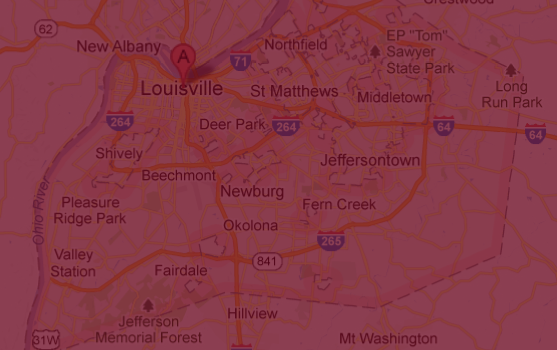 Crestwood
62
EP "Tom"
Sawyer
State Park
New Albany
Northfield
A
71
Long
Run Park
Louisville
St Matthews
Middletown
264
Deer Park
264
64
64
Shively
Jeffersontown
Beechmont
Newburg
Pleasure
Ridge Park
Fern Creek
Ohio River
Okolona
265
Valley
Station
841
Fairdale
Hillview
Jefferson
Memorial Forest
31W
Mt Washington